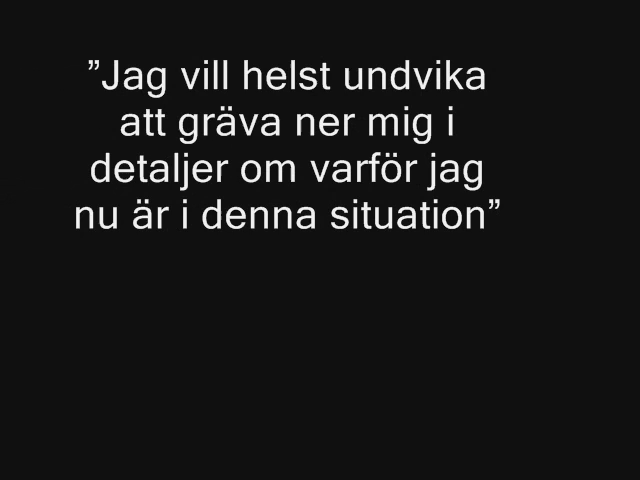 ”Jag vill helst undvika
att gräva ner mig i
detaljer om varför jag
nu är i denna situation”